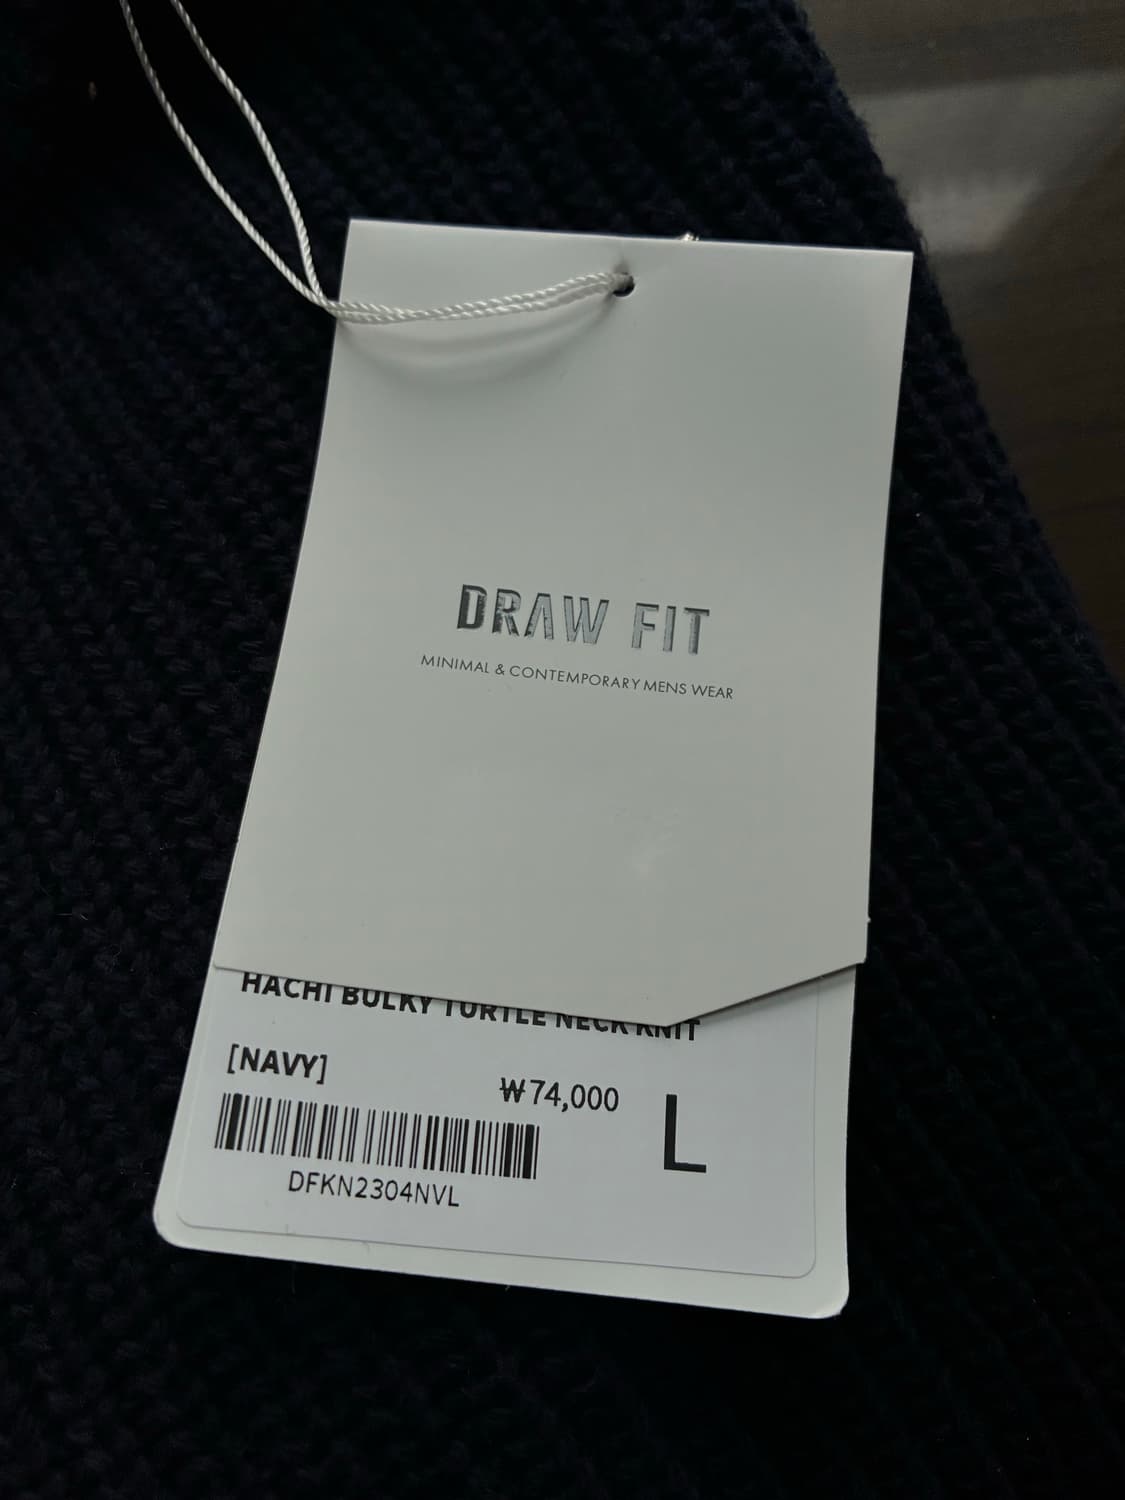 DRAW FIT
MINIMAL & CONTEMPORARY MENS WEAR
HACHI BULKY TURTLE NECK KNIT
[NAVY]
₩74,000
L
DFKN2304NVL